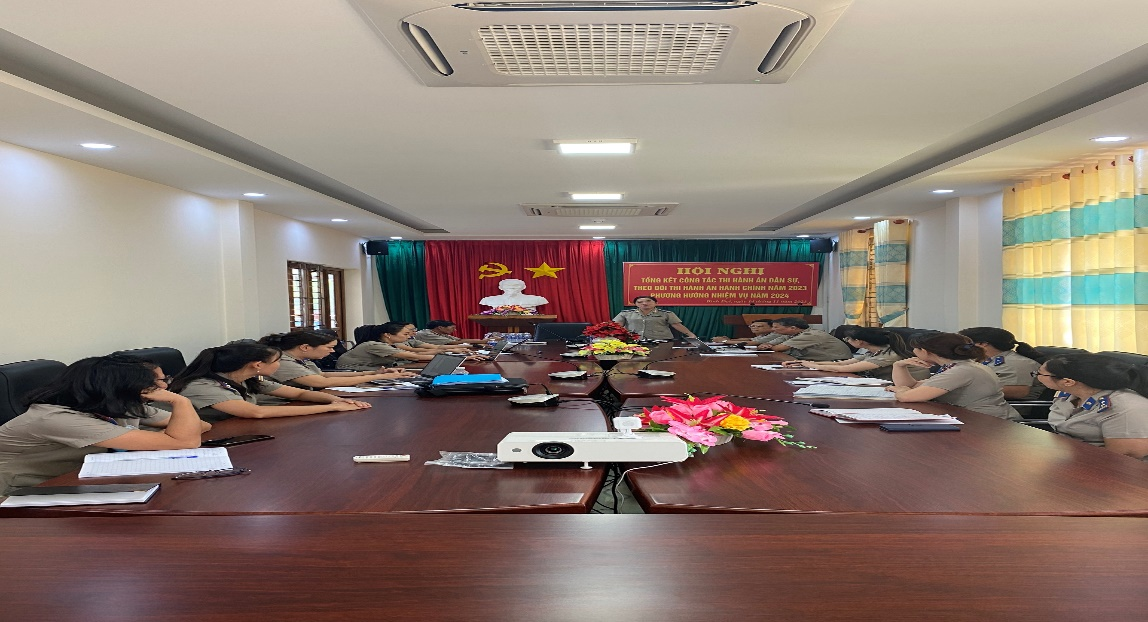 HỘI NGHỊ
TỔNG KẾT CÔNG TÁC THI HÀNH ÁN DÂN SỰ,
THEO DÕI THI HÀNH ÁN HÀNH CHÍNH NĂM 2023
PHƯƠNG HƯỚNG NHIỆM VỤ NĂM 2024